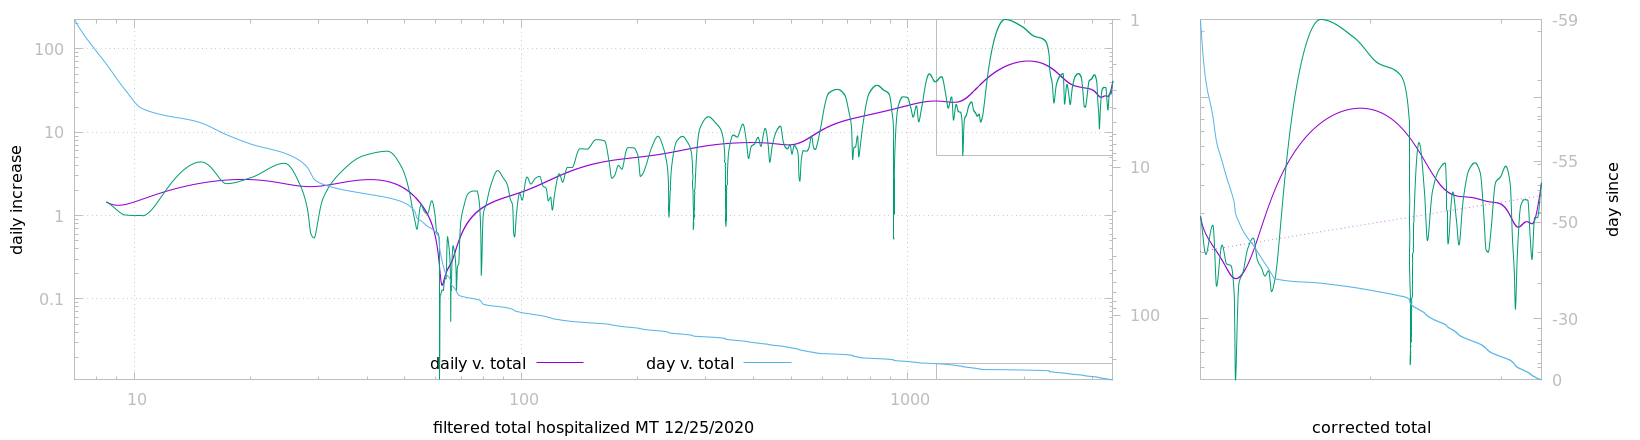 daily increase
100
10
1
0.1
1
10
100
daily v. total
day v. total
10
100
1000
filtered total hospitalized MT 12/25/2020
-59
-55
-50
-30
0
day since
corrected total